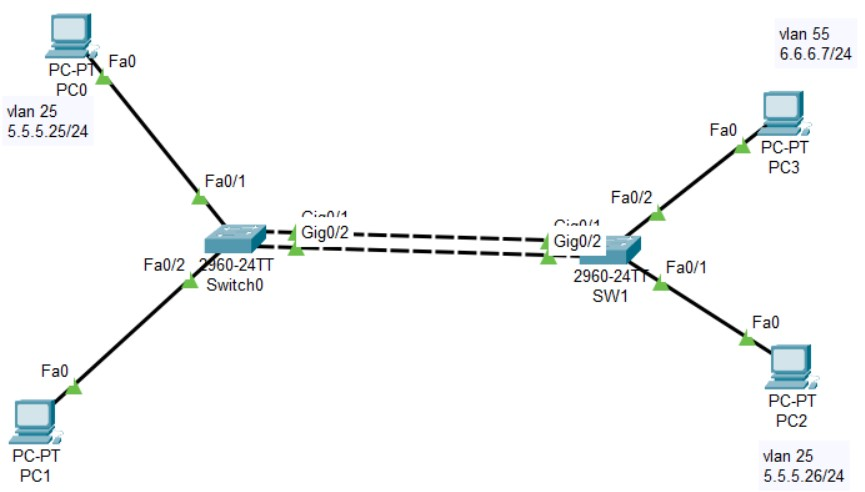 PC-PT
PC0
Fa0
vlan 25
5.5.5.25/24
Fa0/1
Gig0/1
Gig0/2
Fa0/2
2960-24TT
Switch0
Fa0
PC-PT
PC1
vlan 55
6.6.6.7/24
Fa0
PC-PT
PC3
Fa0/2
Gig0/1
Gig0/2
2960-24TT
SW1
Fa0/1
Fa0
PC-PT
PC2
vlan 25
5.5.5.26/24